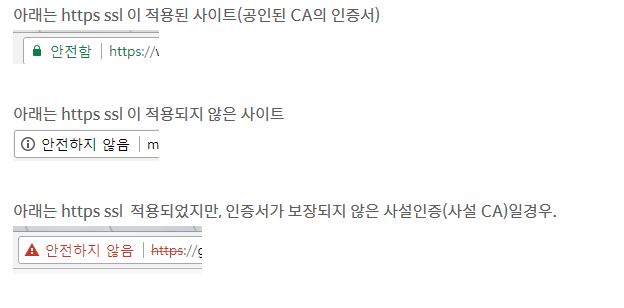 아래는 https ssl 이 적용된 사이트(공인된 CA의 인증서)
안전함 | https://w
아래는 https ssl 이 적용되지 않은 사이트
안전하지 않음 | m
아래는 https ssl 적용되었지만, 인증서가 보장되지 않은 사설인증(사설 CA)일경우.
안전하지 않음 | https://g